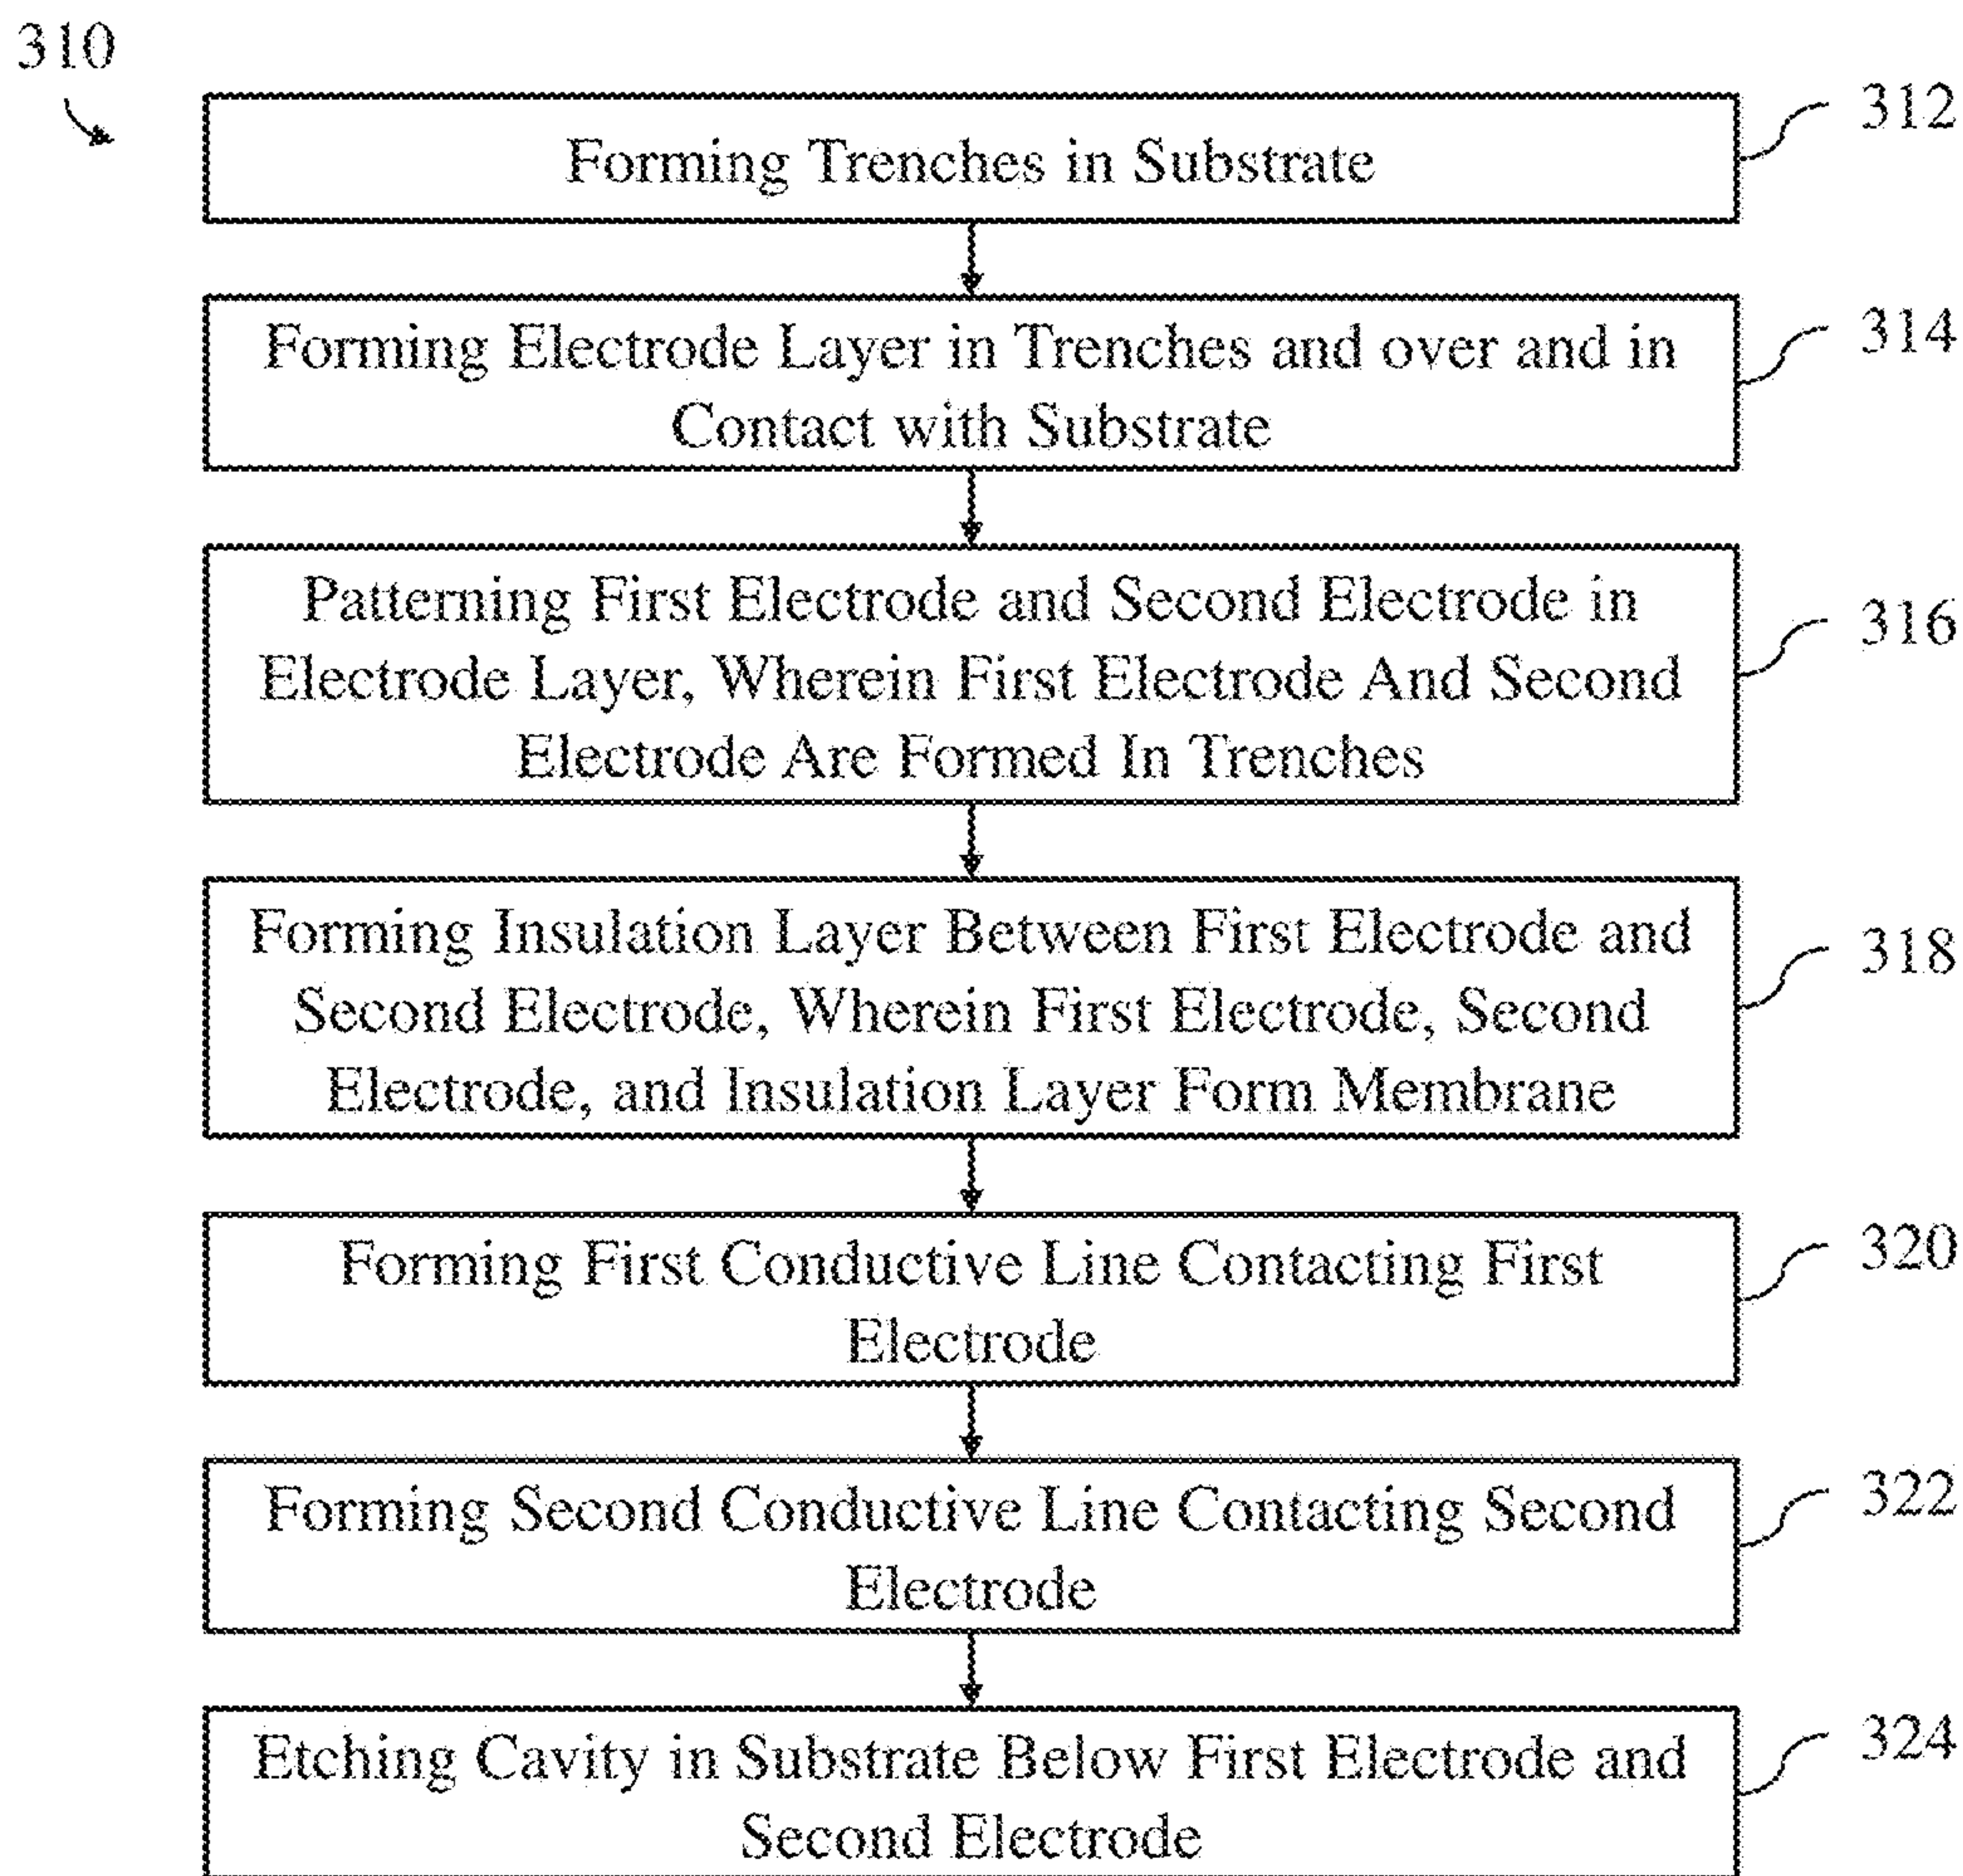 310
312
Forming Trenches in Substrate
314
Forming Electrode Layer in Trenches and over and in
Contact with Substrate
316
Patterning First Electrode and Second Electrode in
Electrode Layer, Wherein First Electrode And Second
Electrode Are Formed In Trenches
318
Forming Insulation Layer Between First Electrode and
Second Electrode, Wherein First Electrode, Second
Electrode, and Insulation Layer Form Membrane
320
Forming First Conductive Line Contacting First
Electrode
322
Forming Second Conductive Line Contacting Second
Electrode
324
Etching Cavity in Substrate Below First Electrode and
Second Electrode